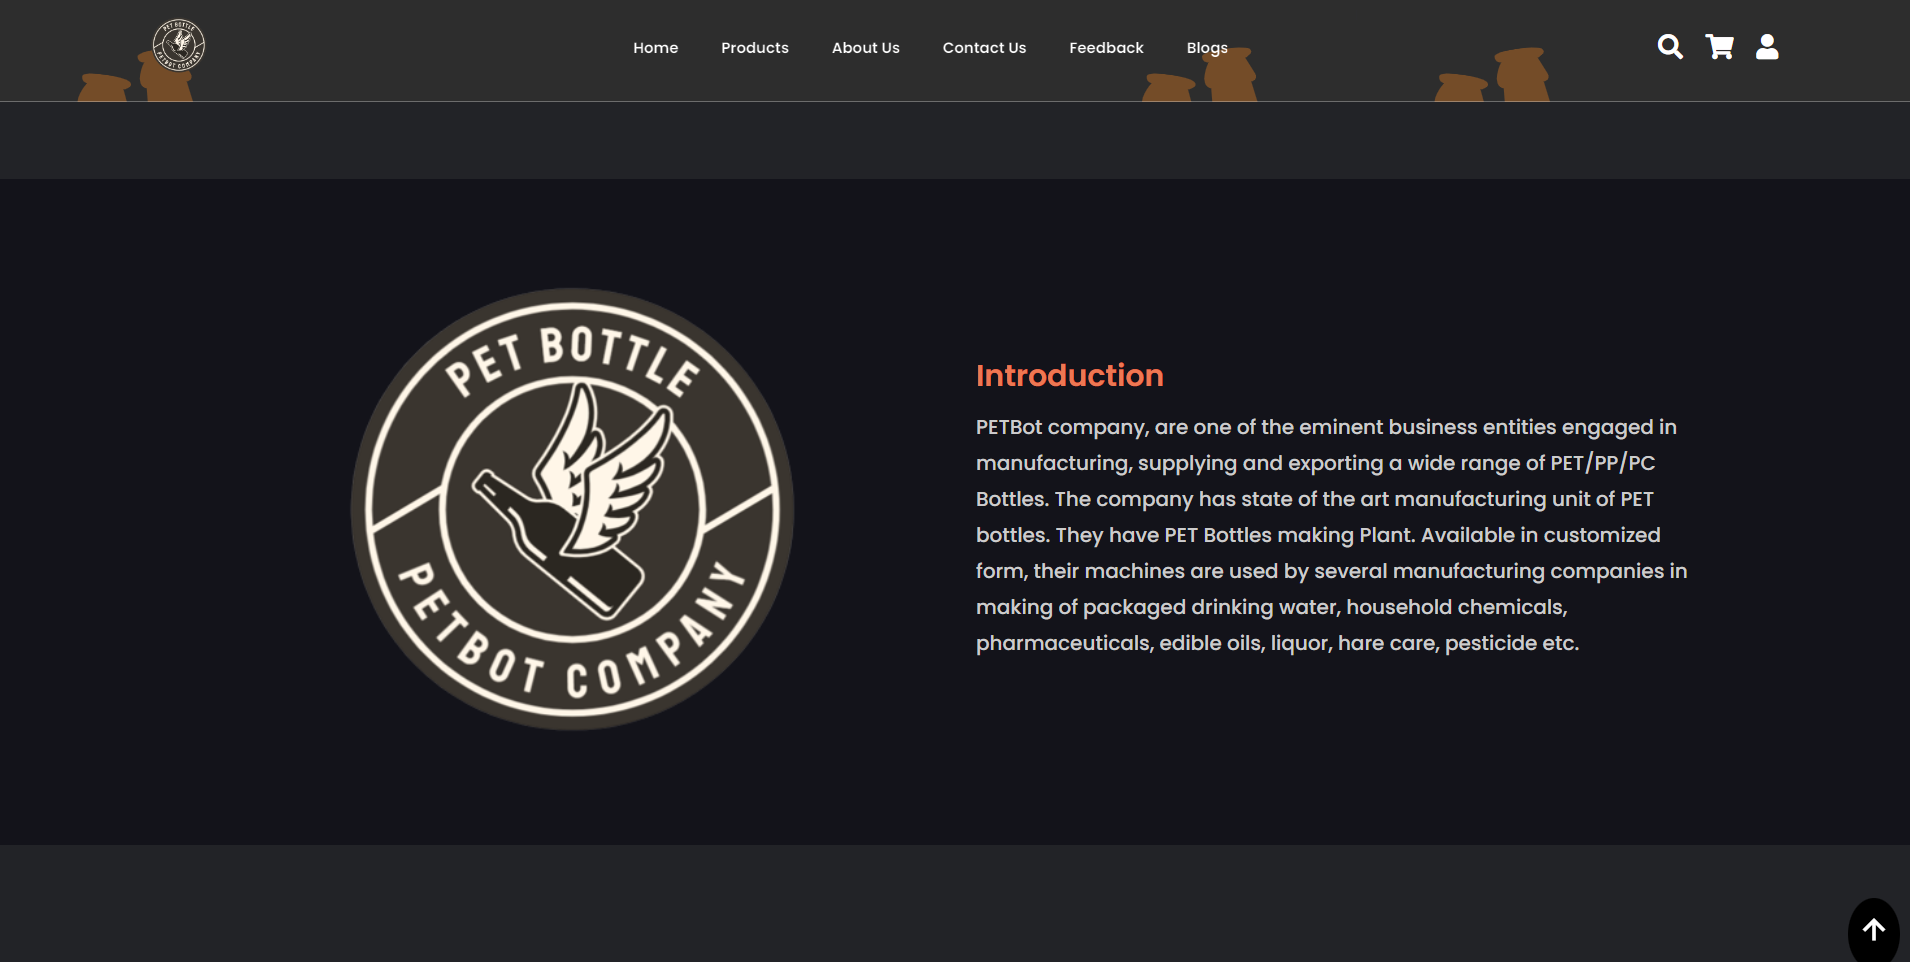 PET BOTTLE
PETBOT COMPANY
Home
Products
About Us
Contact Us
Feedback
Blogs
PET BOTTLE
PETBOT COMPANY
Introduction
PETBot company, are one of the eminent business entities engaged in
manufacturing, supplying and exporting a wide range of PET/PP/PC
Bottles. The company has state of the art manufacturing unit of PET
bottles. They have PET Bottles making Plant. Available in customized
form, their machines are used by several manufacturing companies in
making of packaged drinking water, household chemicals,
pharmaceuticals, edible oils, liquor, hare care, pesticide etc.